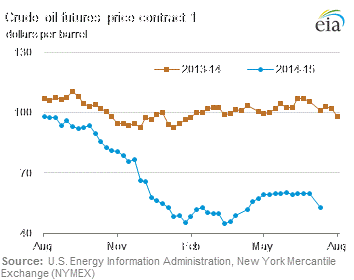 Crude oil futures price contract 1
dollars per barrel
eia
130
2013-14
2014-15
100
70
40
Aug
Nov
Feb
May
Aug
Source: U.S. Energy Information Administration, New York Mercantile
Exchange (NYMEX)